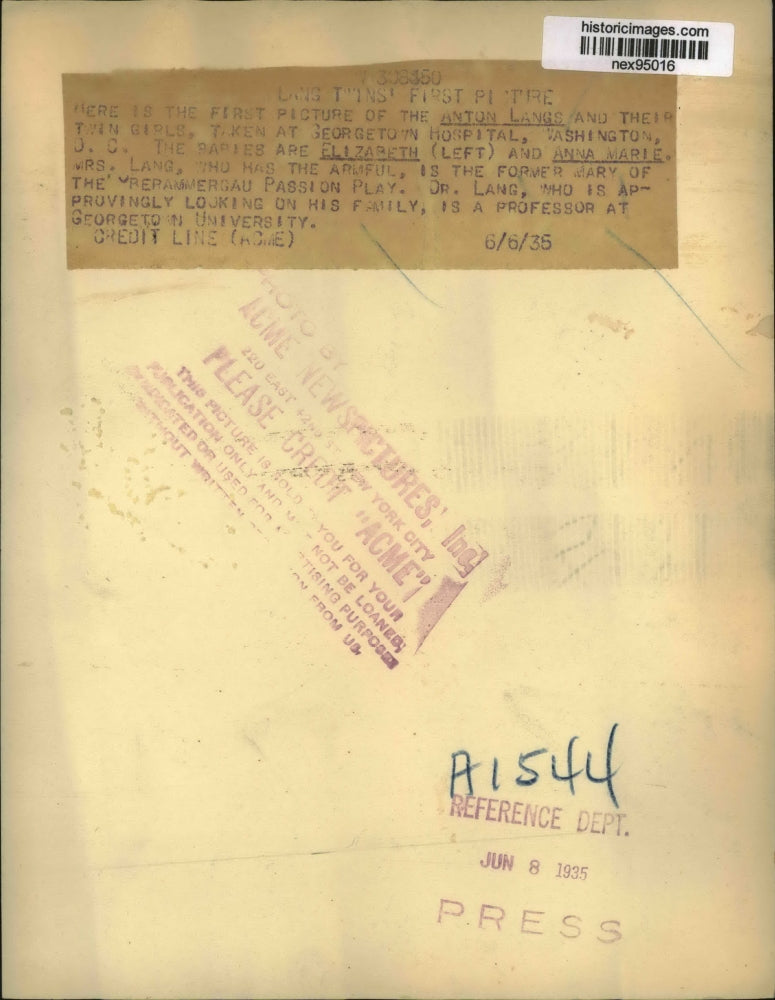 historicimages.com
nex95016
LANG TWINS' FIRST PICTURE
HERE IS THE FIRST PICTURE OF THE ANTON LANGS AND THEIR
TWIN GIRLS, TAKEN AT GEORGETOWN HOSPITAL, WASHINGTON,
D. C. THE BABIES ARE ELIZABETH (LEFT) AND ANNA MARIE.
MRS. LANG, WHO HAS THE ARMFUL, IS THE FORMER MARY OF
THE OBERAMMERGAU PASSION PLAY. DR. LANG, WHO IS AP-
PROVINGLY LOOKING ON HIS FAMILY, IS A PROFESSOR AT
GEORGETOWN UNIVERSITY.
CREDIT LINE (ACME) 6/6/35
PHOTO BY
ACME NEWSPICTURES, Inc.
220 EAST 42ND ST. NEW YORK CITY
PLEASE CREDIT "ACME"
THIS PICTURE IS SOLD YOU FOR YOUR
PUBLICATION ONLY AND NOT BE LOANED,
SYNDICATED OR USED FOR PURPOSES
WITHOUT WRITTEN FROM US.
A1544
REFERENCE DEPT.
JUN 8 1935
PRESS